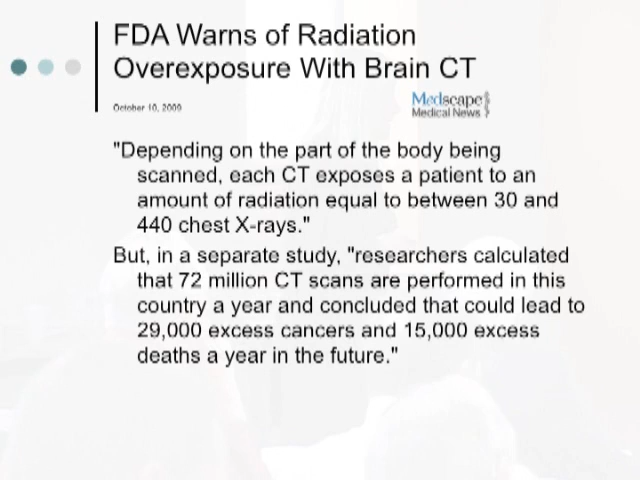 FDA Warns of Radiation
Overexposure With Brain CT
October 10, 2009
Medscape
Medical News
"Depending on the part of the body being
scanned, each CT exposes a patient to an
amount of radiation equal to between 30 and
440 chest X-rays."
But, in a separate study, "researchers calculated
that 72 million CT scans are performed in this
country a year and concluded that could lead to
29,000 excess cancers and 15,000 excess
deaths a year in the future."